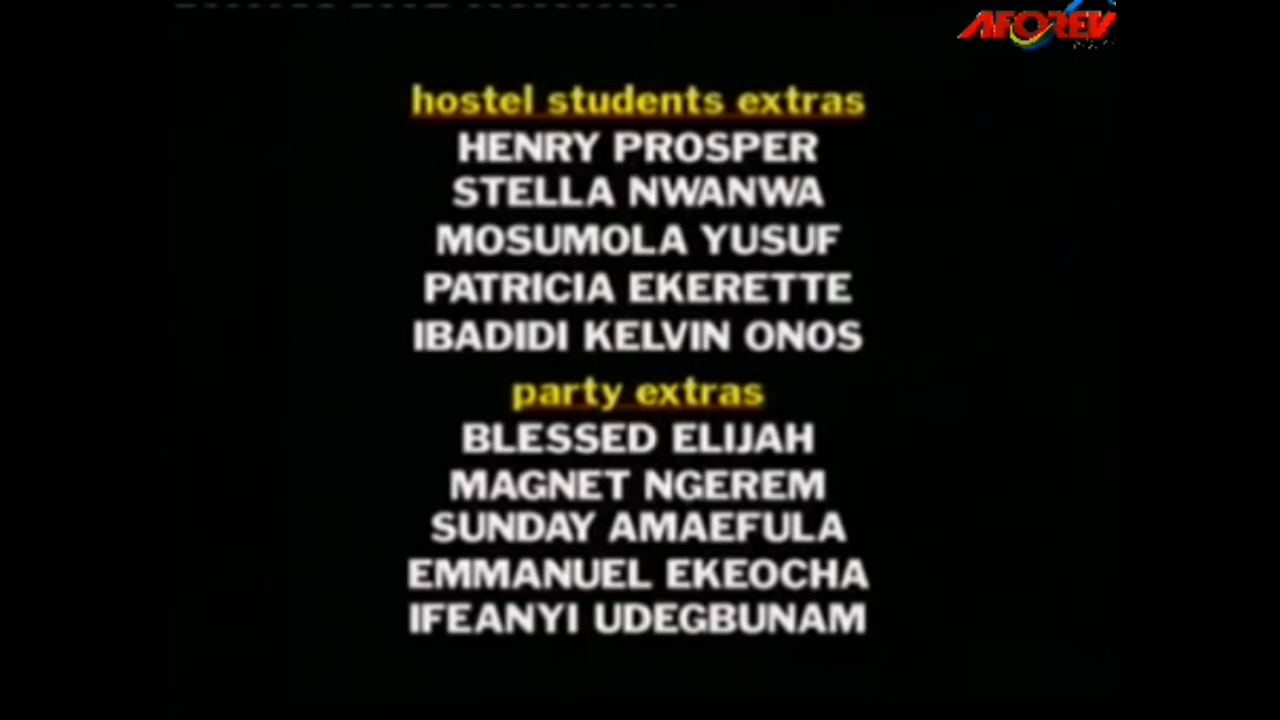 AFOREV
hostel students extras
HENRY PROSPER
STELLA NWANWA
MOSUMOLA YUSUF
PATRICIA EKERETTE
IBADIDI KELVIN ONOS
party extras
BLESSED ELIJAH
MAGNET NGEREM
SUNDAY AMAEFULA
EMMANUEL EKEOCHA
IFEANYI UDEGBUNAM